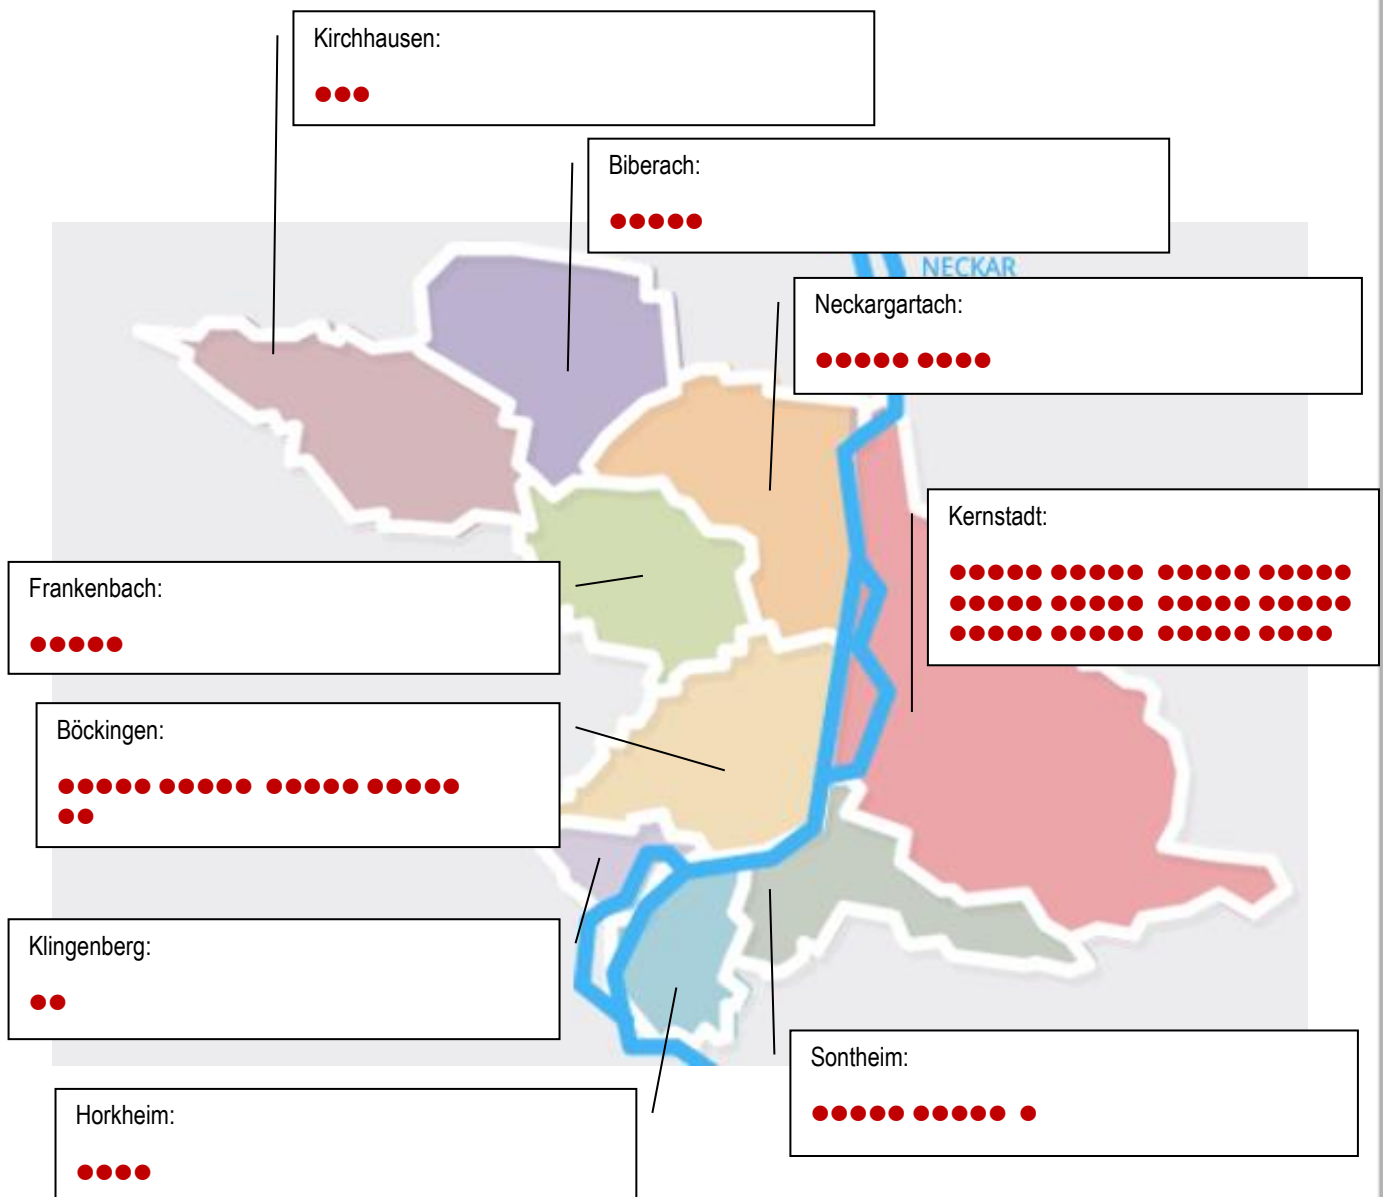 Kirchhausen:
●●●
Biberach:
●●●●●
NECKAR
Neckargartach:
●●●●● ●●●●
Kernstadt:
●●●●● ●●●●● ●●●●● ●●●●●
●●●●● ●●●●● ●●●●● ●●●●●
●●●●● ●●●●● ●●●●● ●●●●
Frankenbach:
●●●●●
Böckingen:
●●●●● ●●●●● ●●●●● ●●●●●
●●
Klingenberg:
●●
Sontheim:
●●●●● ●●●●● ●
Horkheim:
●●●●